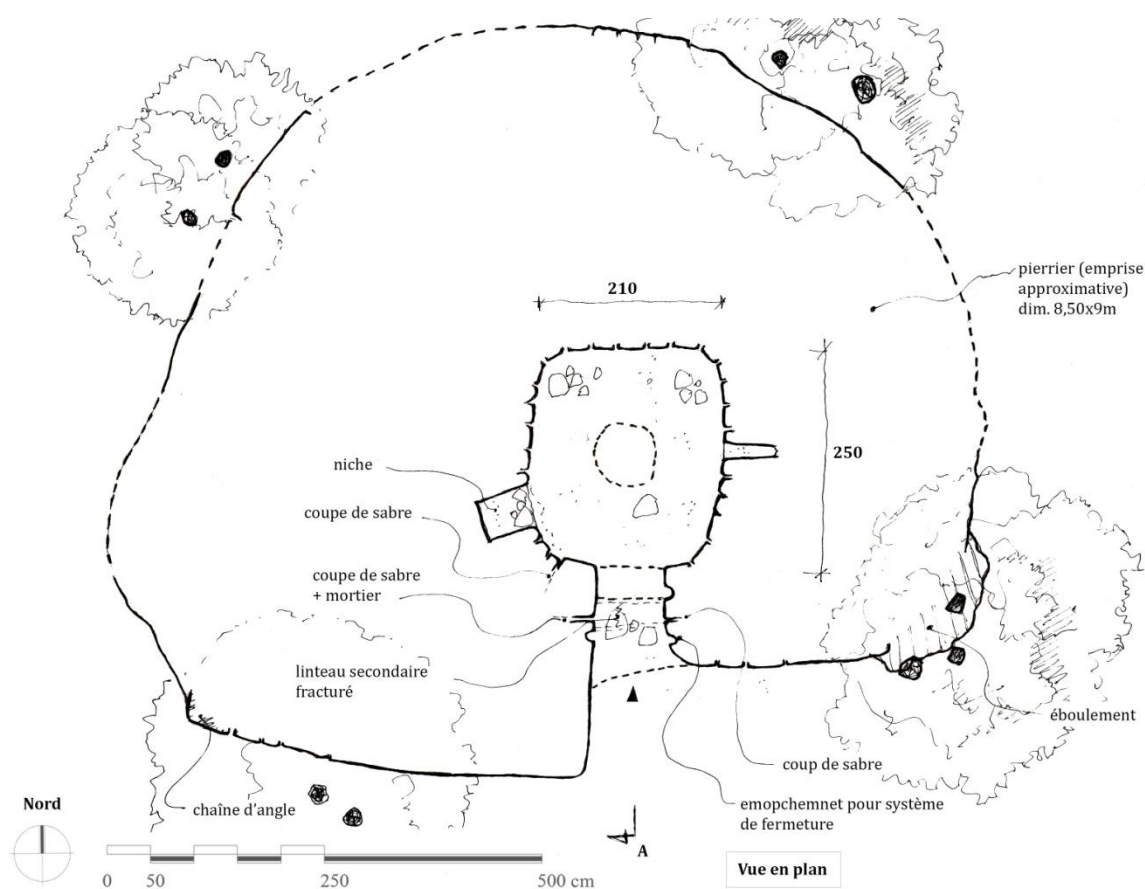 210
pierrier (emprise
approximative)
dim. 8,50x9m
250
niche
coupe de sabre
coupe de sabre
+ mortier
linteau secondaire
fracturé
éboulement
coup de sabre
chaîne d'angle
emopchemnet pour système
de fermeture
Nord
A
Vue en plan
0 50 250 500 cm